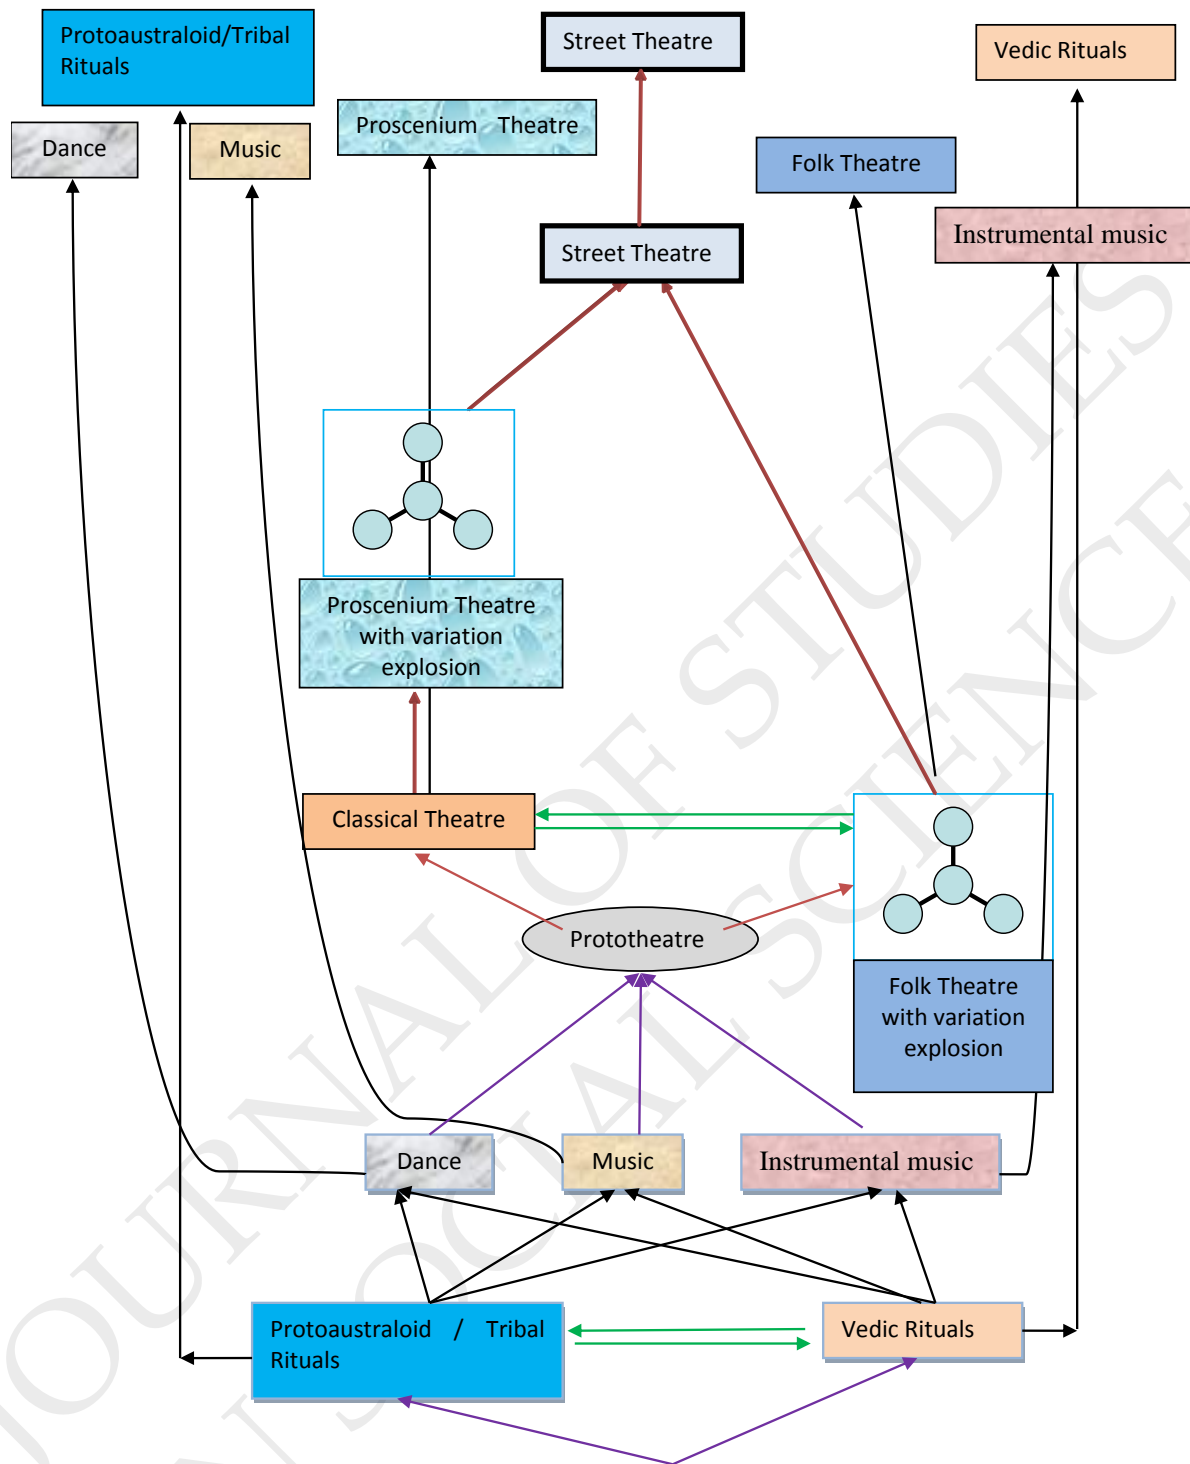 Protoaustraloid/Tribal
Rituals
Street Theatre
Vedic Rituals
Dance
Music
Proscenium Theatre
Folk Theatre
Instrumental music
Street Theatre
Proscenium Theatre
with variation
explosion
Classical Theatre
Prototheatre
Folk Theatre
with variation
explosion
Dance
Music
Instrumental music
Protoaustraloid / Tribal
Rituals
Vedic Rituals
JOURNAL OF STUDIES
N SOCIAL SCIENCE